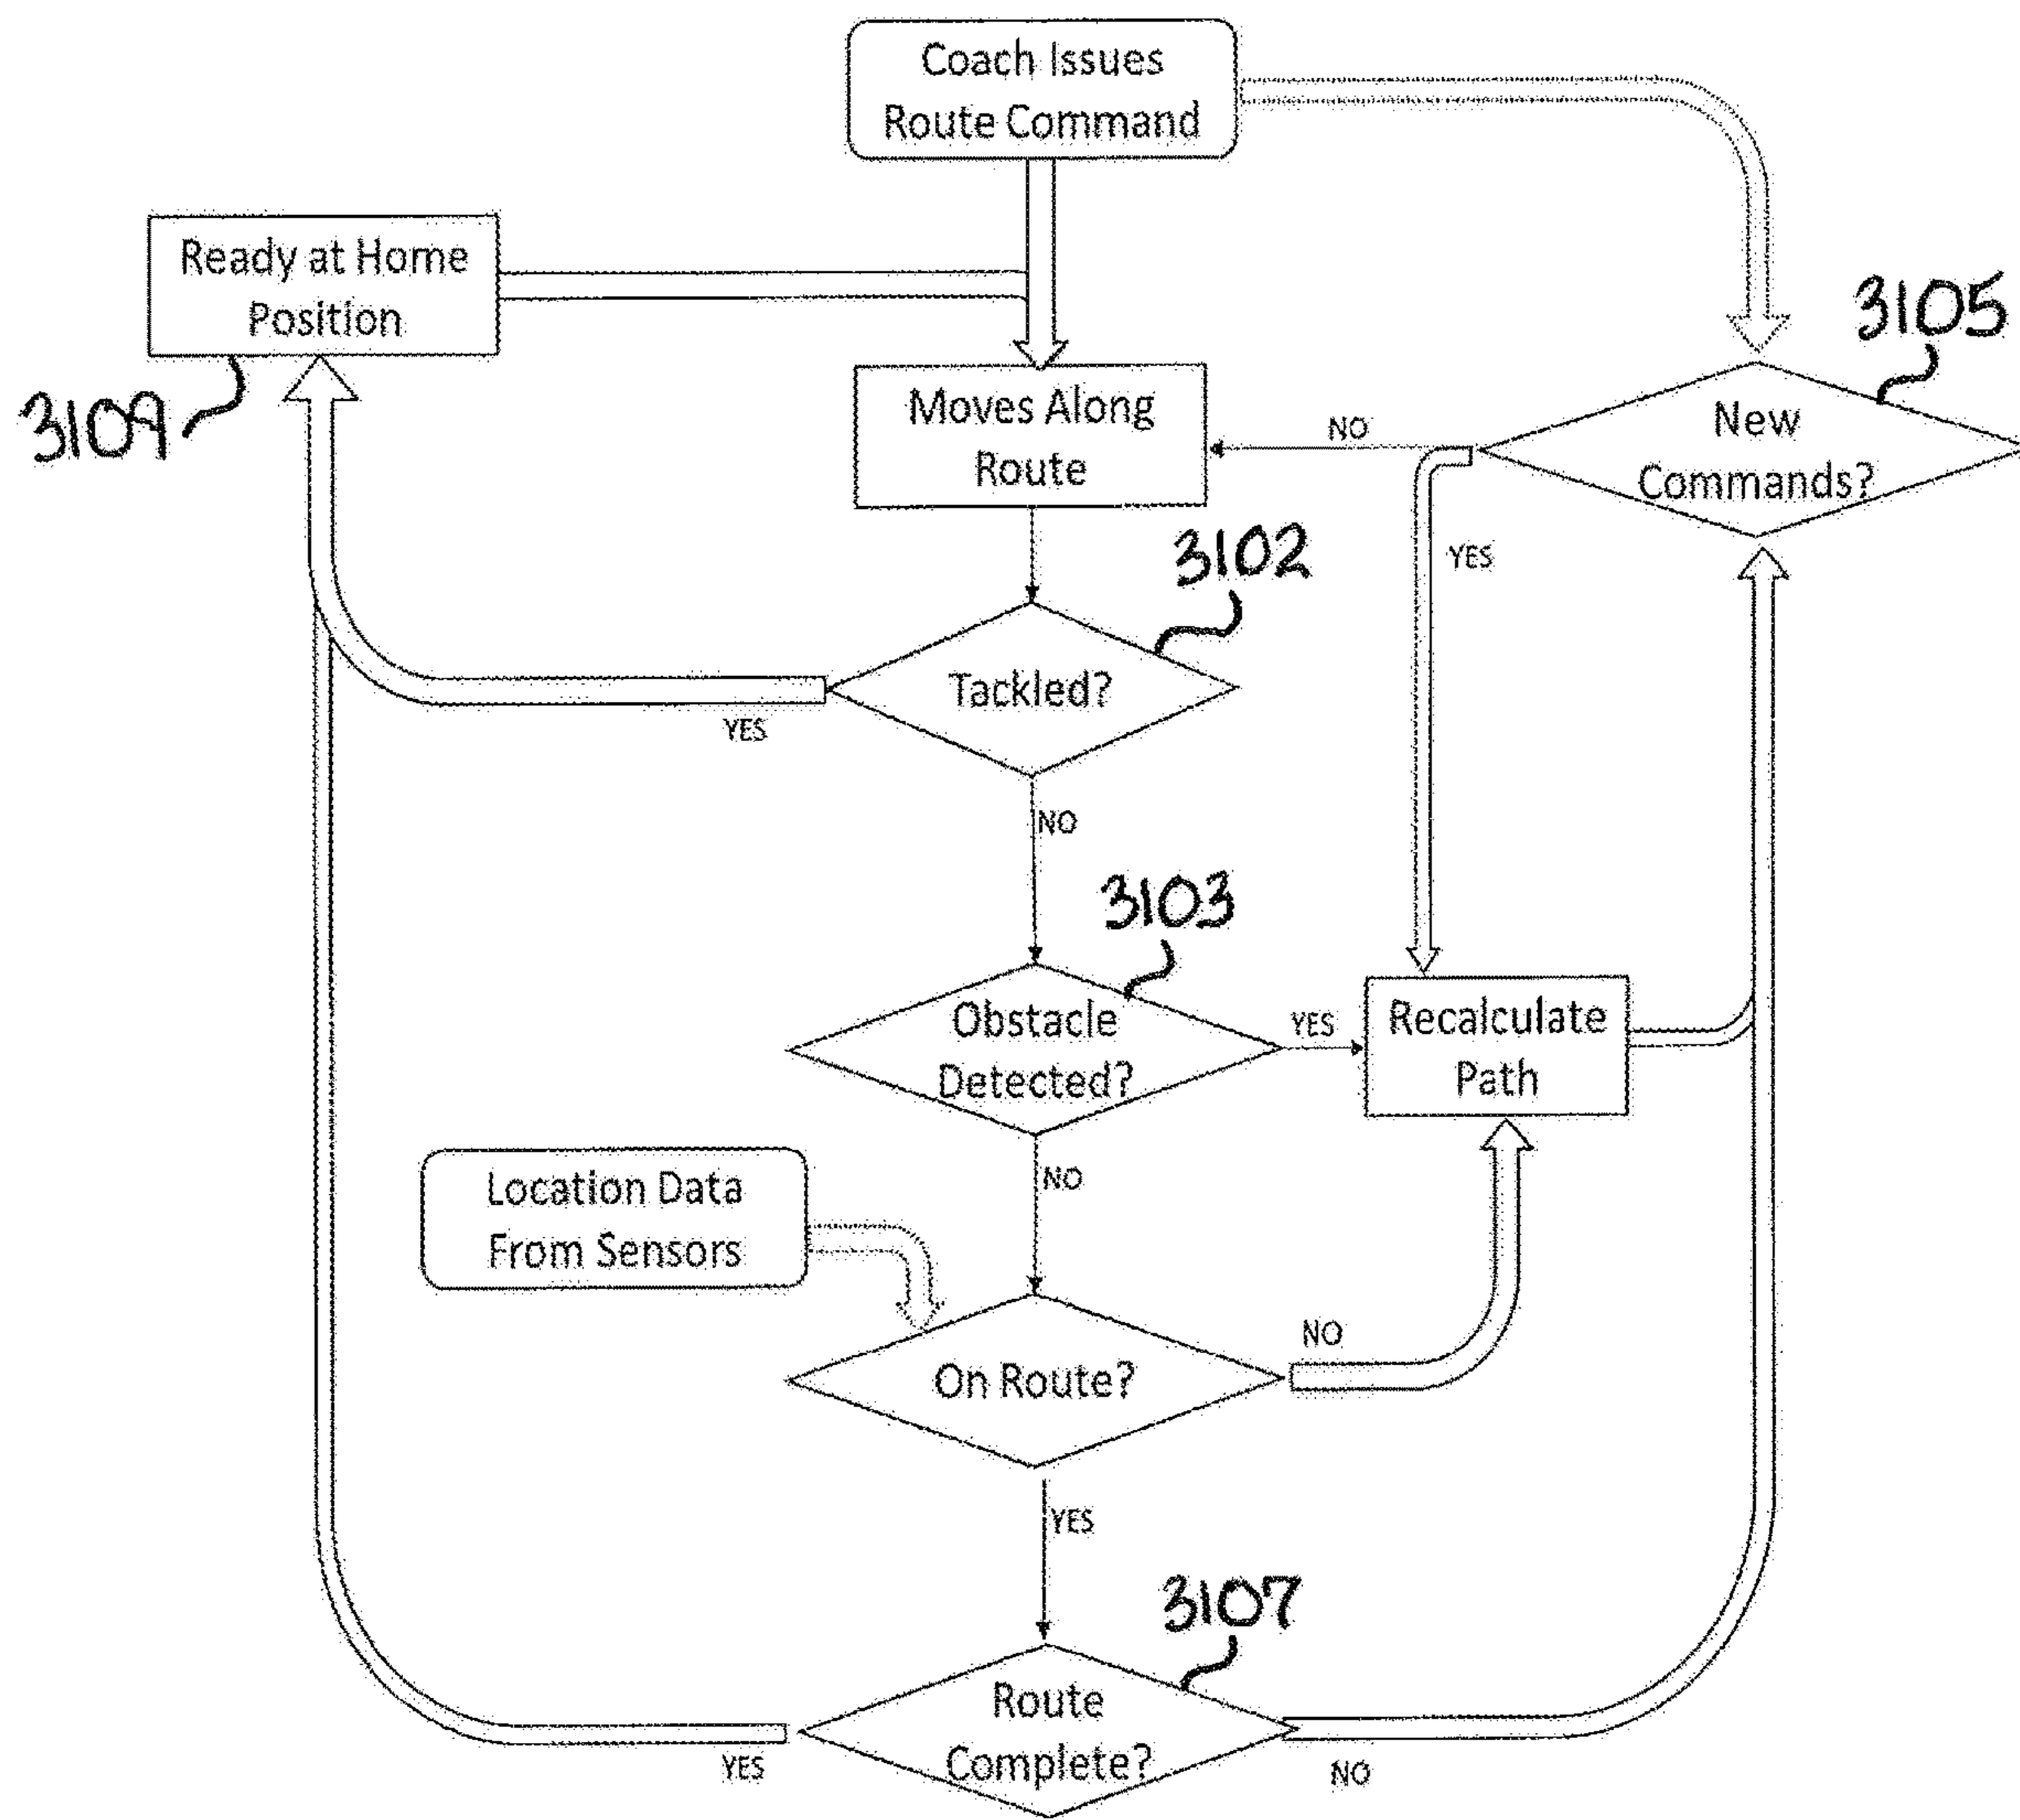 Coach Issues
Route Command
Ready at Home
Position
3109
3105
Moves Along
Route
NO
New
Commands?
YES
3102
Tackled?
YES
NO
3103
Obstacle
Detected?
YES
Recalculate
Path
NO
Location Data
From Sensors
On Route?
NO
YES
3107
Route
Complete?
YES
NO